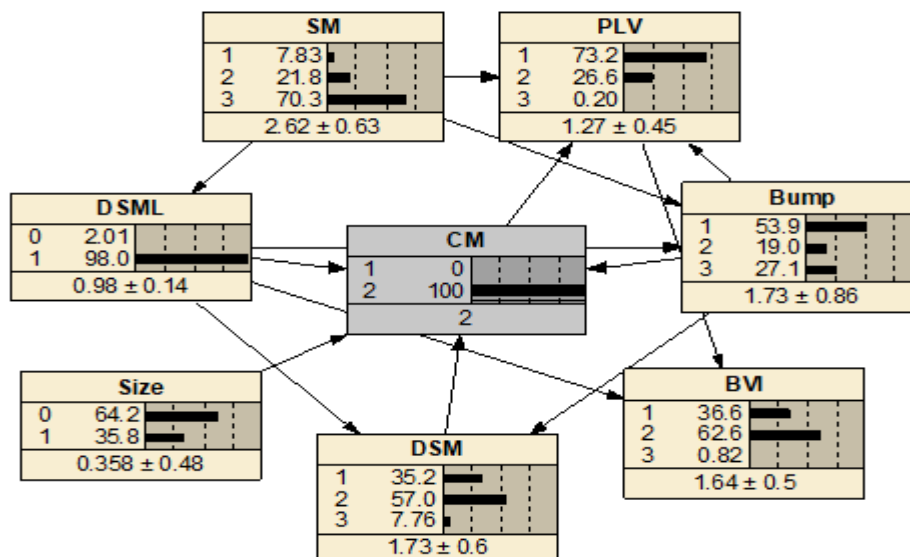 SM
1 7.83
2 21.8
3 70.3
2.62 ± 0.63
PLV
1 73.2
2 26.6
3 0.20
1.27 ± 0.45
DSML
0 2.01
1 98.0
0.98 ± 0.14
CM
1 0
2 100
2
Bump
1 53.9
2 19.0
3 27.1
1.73 ± 0.86
Size
0 64.2
1 35.8
0.358 ± 0.48
DSM
1 35.2
2 57.0
3 7.76
1.73 ± 0.6
BVI
1 36.6
2 62.6
3 0.82
1.64 ± 0.5